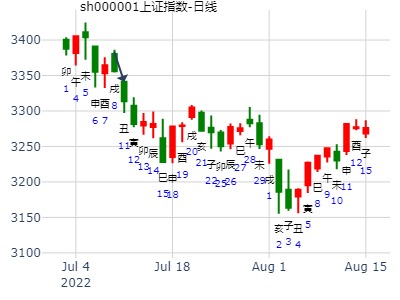 sh000001上证指数-日线
3400
3350
3300
3250
3200
3150
3100
卯
1
午
4
未
5
申
6
酉
7
戌
8
丑
11
寅
12
卯
13
辰
14
巳
15
申
18
酉
19
戌
20
亥
21
子
22
卯
25
辰
26
巳
27
午
28
未
29
戌
1
亥
2
子
3
丑
4
寅
5
巳
8
午
9
未
10
申
11
酉
12
子
15
Jul 4
2022
Jul 18
Aug 1
Aug 15